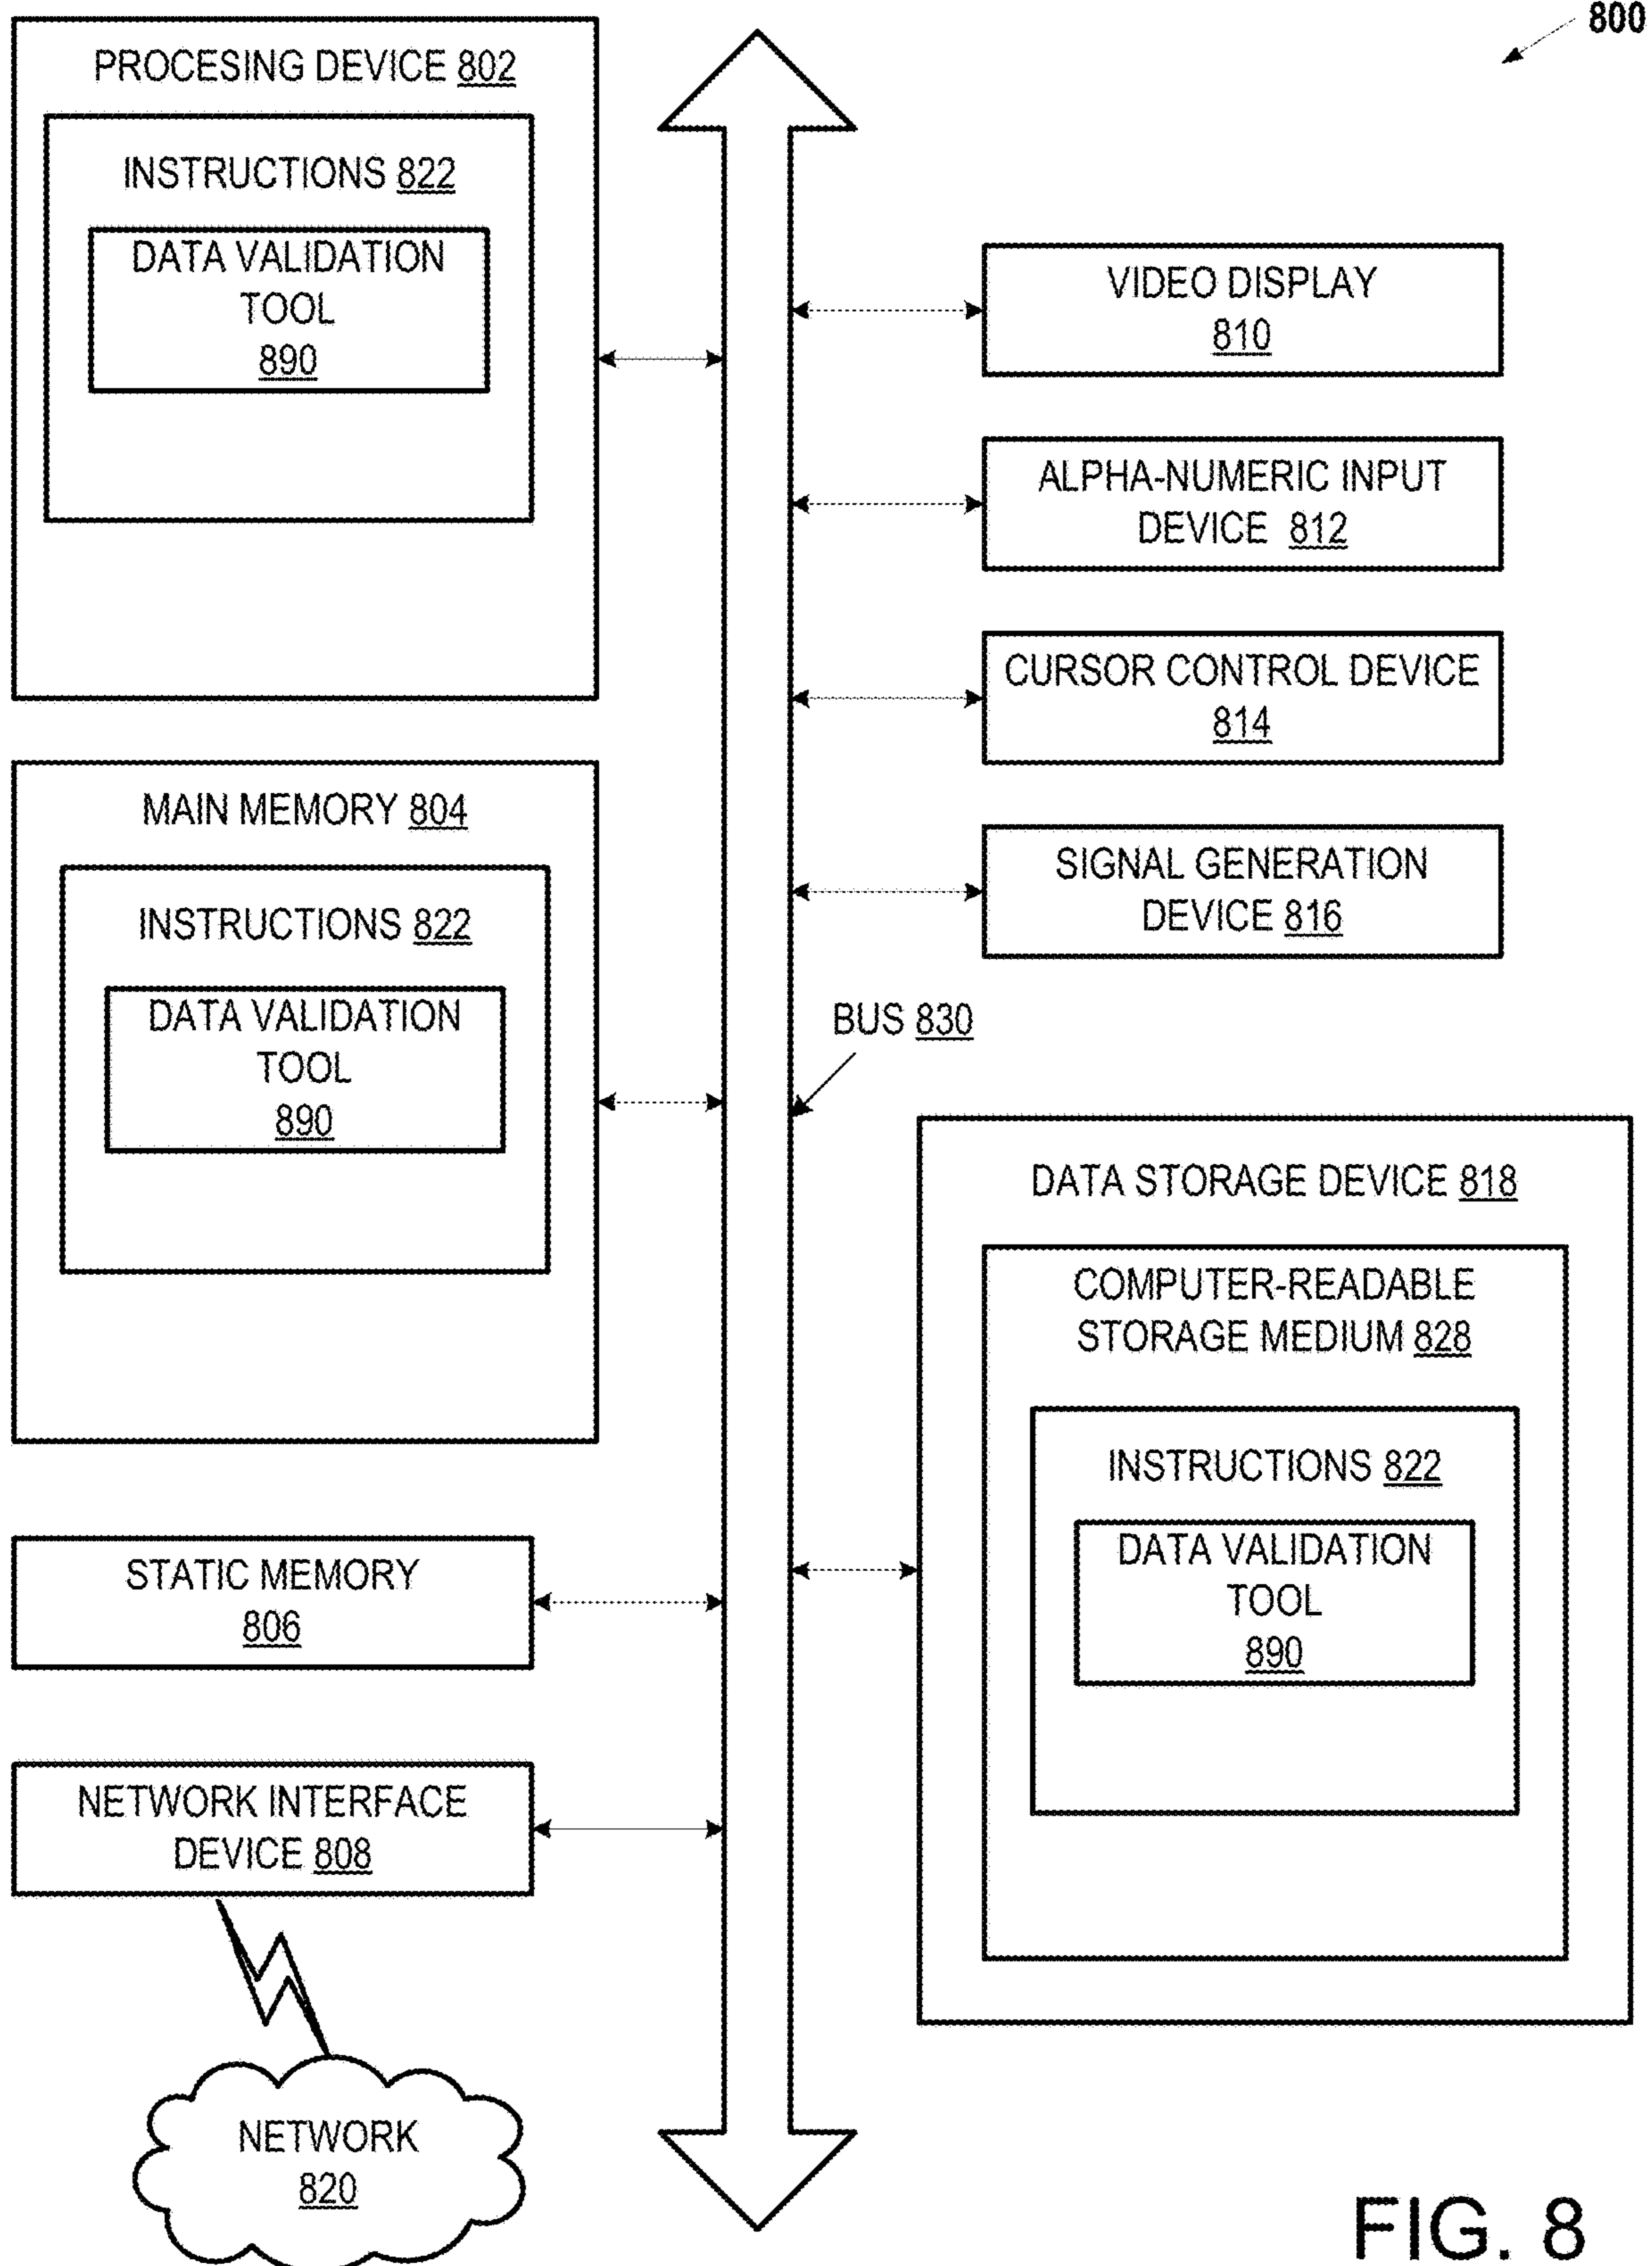 800
PROCESING DEVICE 802
INSTRUCTIONS 822
DATA VALIDATION
TOOL
890
MAIN MEMORY 804
INSTRUCTIONS 822
DATA VALIDATION
TOOL
890
STATIC MEMORY
806
NETWORK INTERFACE
DEVICE 808
NETWORK
820
VIDEO DISPLAY
810
ALPHA-NUMERIC INPUT
DEVICE 812
CURSOR CONTROL DEVICE
814
SIGNAL GENERATION
DEVICE 816
BUS 830
DATA STORAGE DEVICE 818
COMPUTER-READABLE
STORAGE MEDIUM 828
INSTRUCTIONS 822
DATA VALIDATION
TOOL
890
FIG. 8